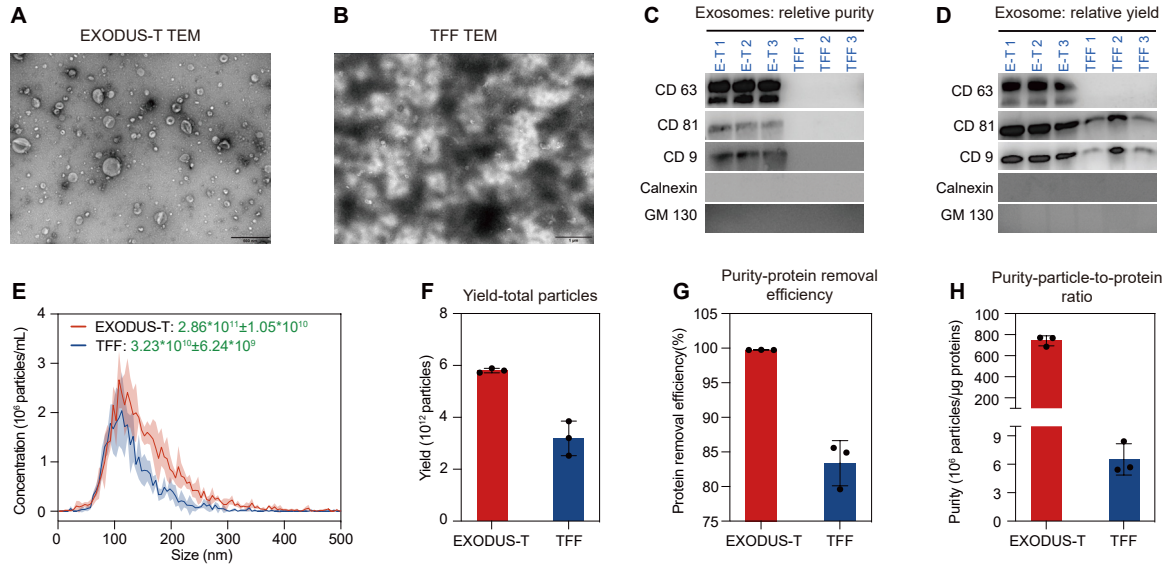 A
EXODUS-T TEM
B
TFF TEM
1 μm
C
Exosomes: reletive purity
E-T 1
E-T 2
E-T 3
TFF 1
TFF 2
TFF 3
CD 63
CD 81
CD 9
Calnexin
GM 130
D
Exosome: relative yield
E-T 1
E-T 2
E-T 3
TFF 1
TFF 2
TFF 3
CD 63
CD 81
CD 9
Calnexin
GM 130
E
EXODUS-T: 2.86*10¹¹±1.05*10¹⁰
TFF: 3.23*10¹⁰±6.24*10⁹
Concentration (10⁶ particles/mL)
4
3
2
1
0
0
100
200
300
400
500
Size (nm)
F
Yield-total particles
Yield (10¹² particles)
8
6
4
2
0
EXODUS-T
TFF
G
Purity-protein removal
efficiency
Protein removal efficiency(%)
105
100
95
90
85
80
75
EXODUS-T
TFF
H
Purity-particle-to-protein
ratio
Purity (10⁶ particles/μg proteins)
800
700
600
400
200
9
6
3
0
EXODUS-T
TFF